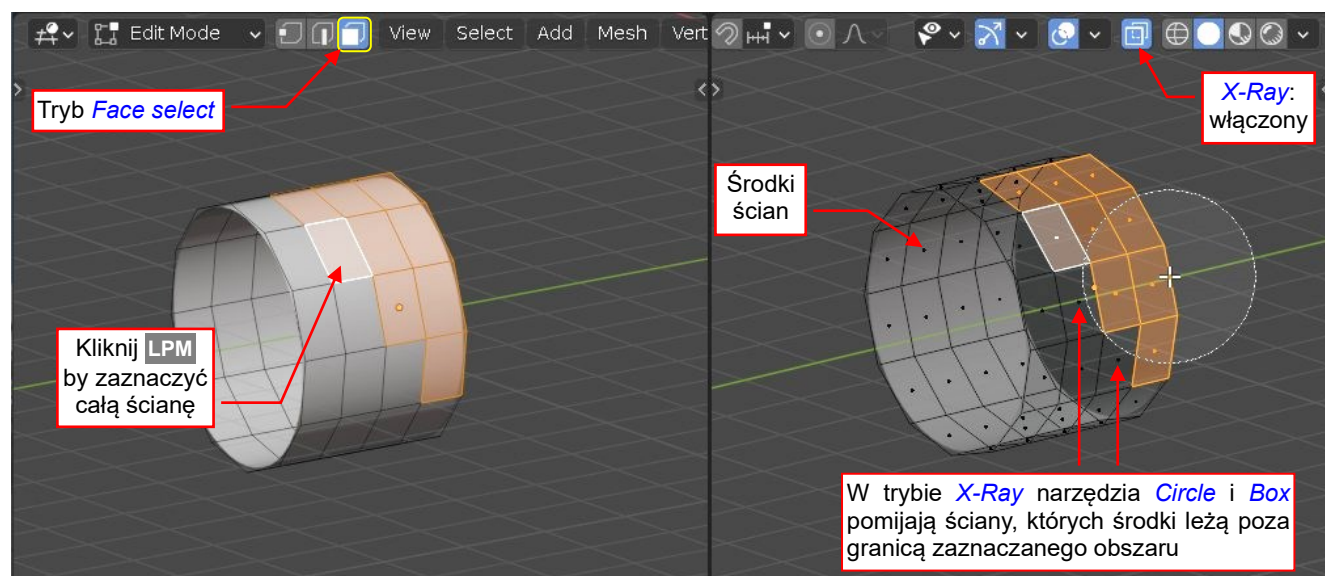 Edit Mode View Select Add Mesh Vert
Tryb Face select
X-Ray:
włączony
Środki
ścian
Kliknij LPM
by zaznaczyć
całą ścianę
W trybie X-Ray narzędzia Circle i Box
pomijają ściany, których środki leżą poza
granicą zaznaczanego obszaru